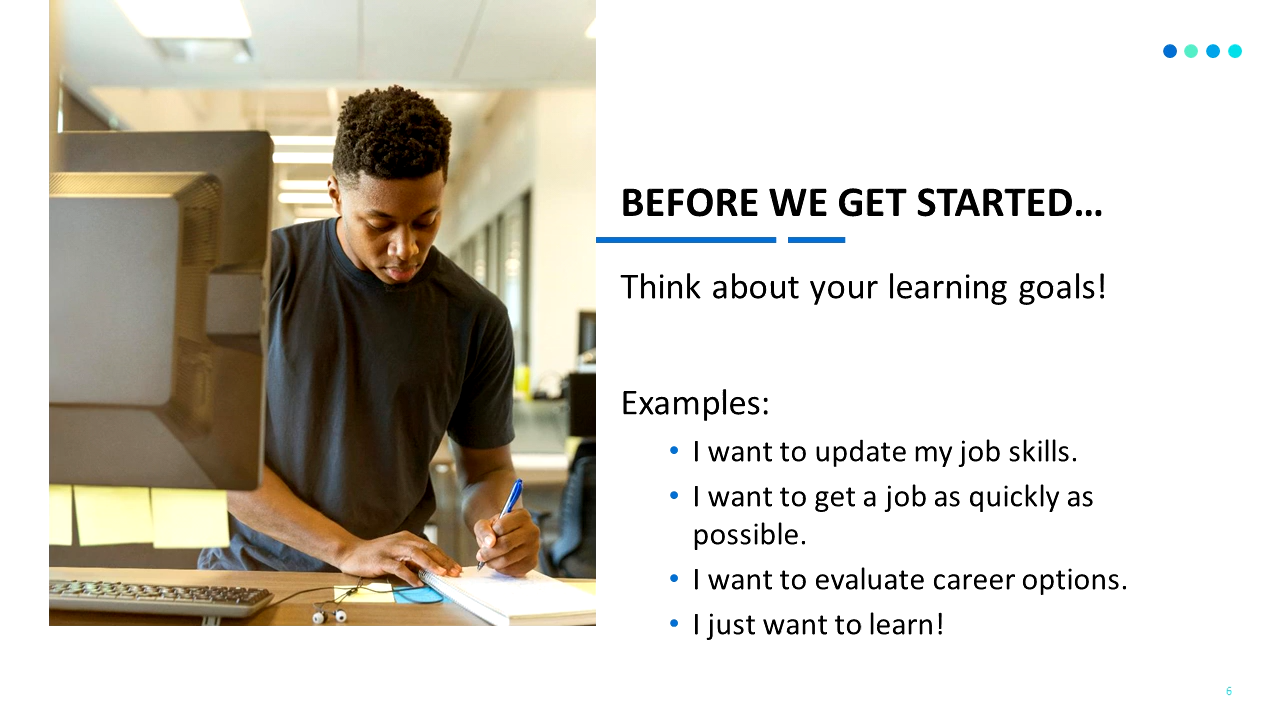 BEFORE WE GET STARTED…
Think about your learning goals!
Examples:
• I want to update my job skills.
• I want to get a job as quickly as
possible.
• I want to evaluate career options.
• I just want to learn!
6